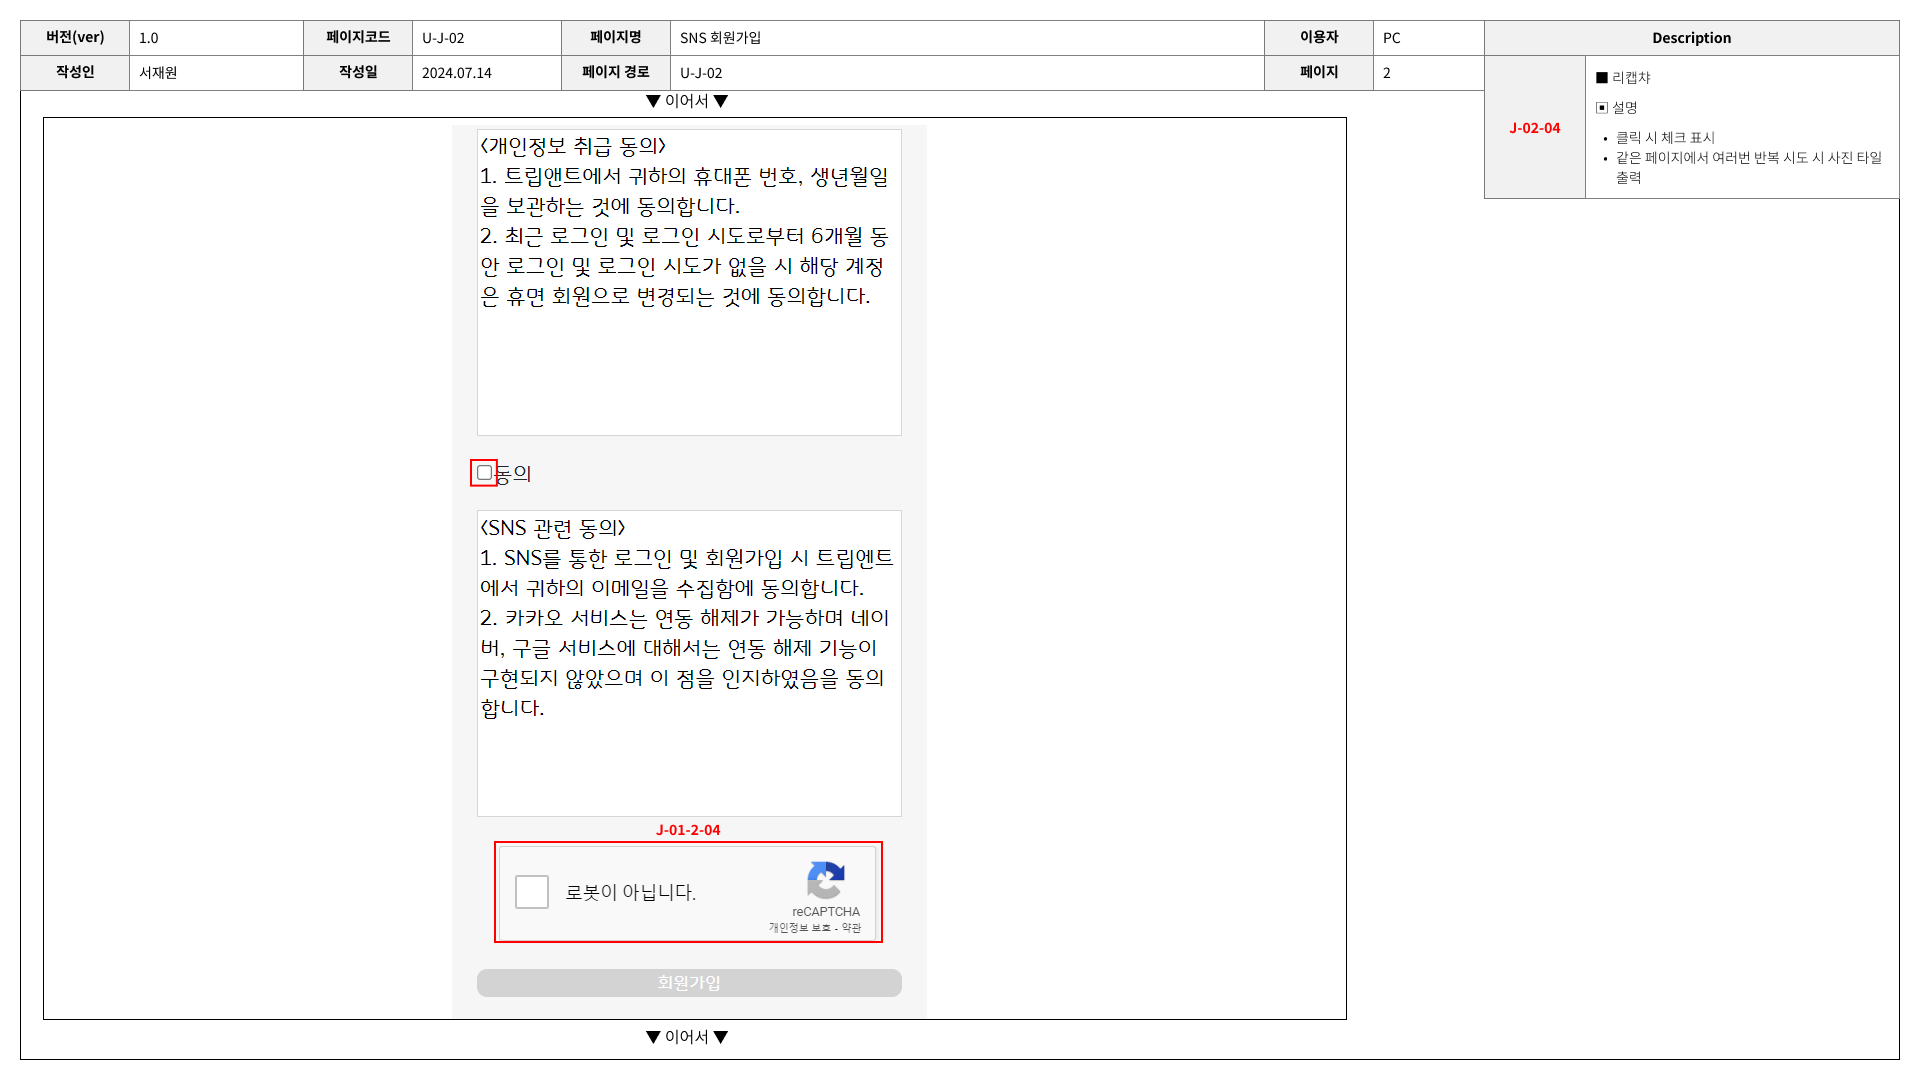 버전(ver) 1.0 페이지코드 U-J-02 페이지명 SNS 회원가입 이용자 PC Description
작성인 서재원 작성일 2024.07.14 페이지 경로 U-J-02 페이지 2
J-02-04
■ 리캡챠
▣ 설명
• 클릭 시 체크 표시
• 같은 페이지에서 여러번 반복 시도 시 사진 타일
출력
▼ 이어서 ▼
<개인정보 취급 동의>
1. 트립앤트에서 귀하의 휴대폰 번호, 생년월일
을 보관하는 것에 동의합니다.
2. 최근 로그인 및 로그인 시도로부터 6개월 동
안 로그인 및 로그인 시도가 없을 시 해당 계정
은 휴면 회원으로 변경되는 것에 동의합니다.
동의
<SNS 관련 동의>
1. SNS를 통한 로그인 및 회원가입 시 트립엔트
에서 귀하의 이메일을 수집함에 동의합니다.
2. 카카오 서비스는 연동 해제가 가능하며 네이
버, 구글 서비스에 대해서는 연동 해제 기능이
구현되지 않았으며 이 점을 인지하였음을 동의
합니다.
J-01-2-04
로봇이 아닙니다.
reCAPTCHA
개인정보 보호 - 약관
회원가입
▼ 이어서 ▼